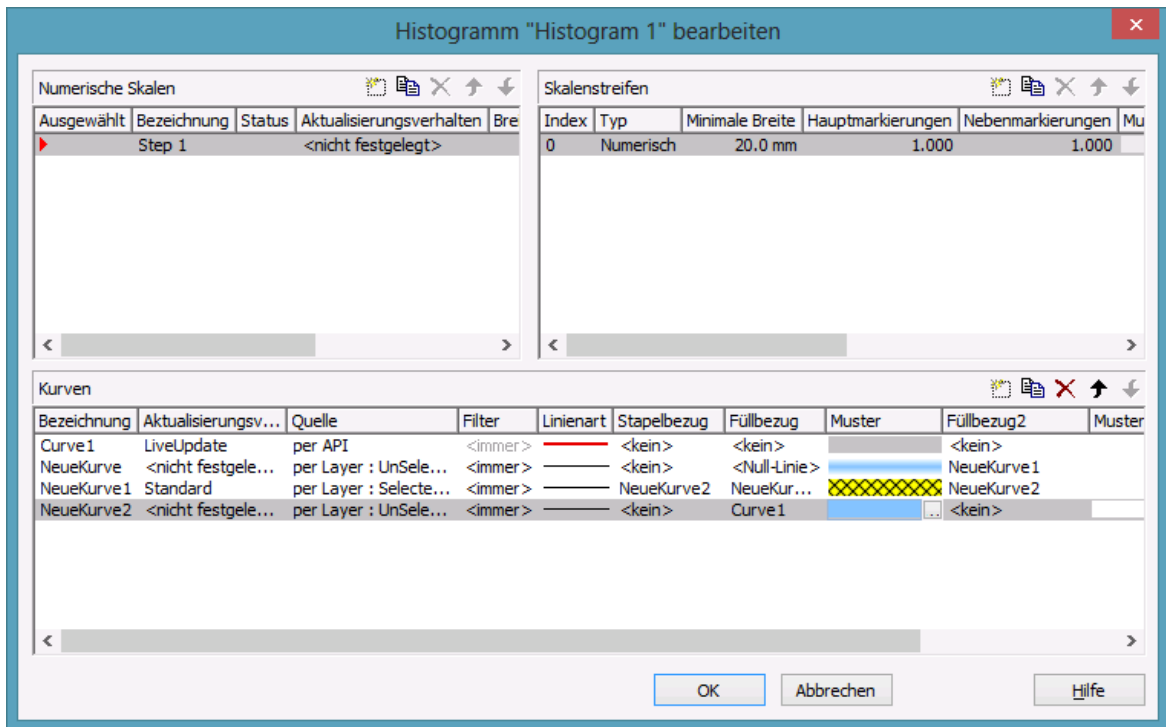 Histogramm "Histogram 1" bearbeiten
Numerische Skalen
Ausgewählt Bezeichnung Status Aktualisierungsverhalten Brei
Step 1 <nicht festgelegt>
Skalenstreifen
Index Typ Minimale Breite Hauptmarkierungen Nebenmarkierungen Mu
0 Numerisch 20.0 mm 1.000 1.000
Kurven
Bezeichnung Aktualisierungsv... Quelle Filter Linienart Stapelbezug Füllbezug Muster Füllbezug2 Muster
Curve1 LiveUpdate per API <immer> <kein> <kein> <kein>
NeueKurve <nicht festgele... per Layer : UnSele... <immer> <kein> <Null-Linie> NeueKurve1
NeueKurve1 Standard per Layer : Selecte... <immer> NeueKurve2 NeueKur... NeueKurve2
NeueKurve2 <nicht festgele... per Layer : UnSele... <immer> <kein> Curve1 .. <kein>
OK Abbrechen Hilfe